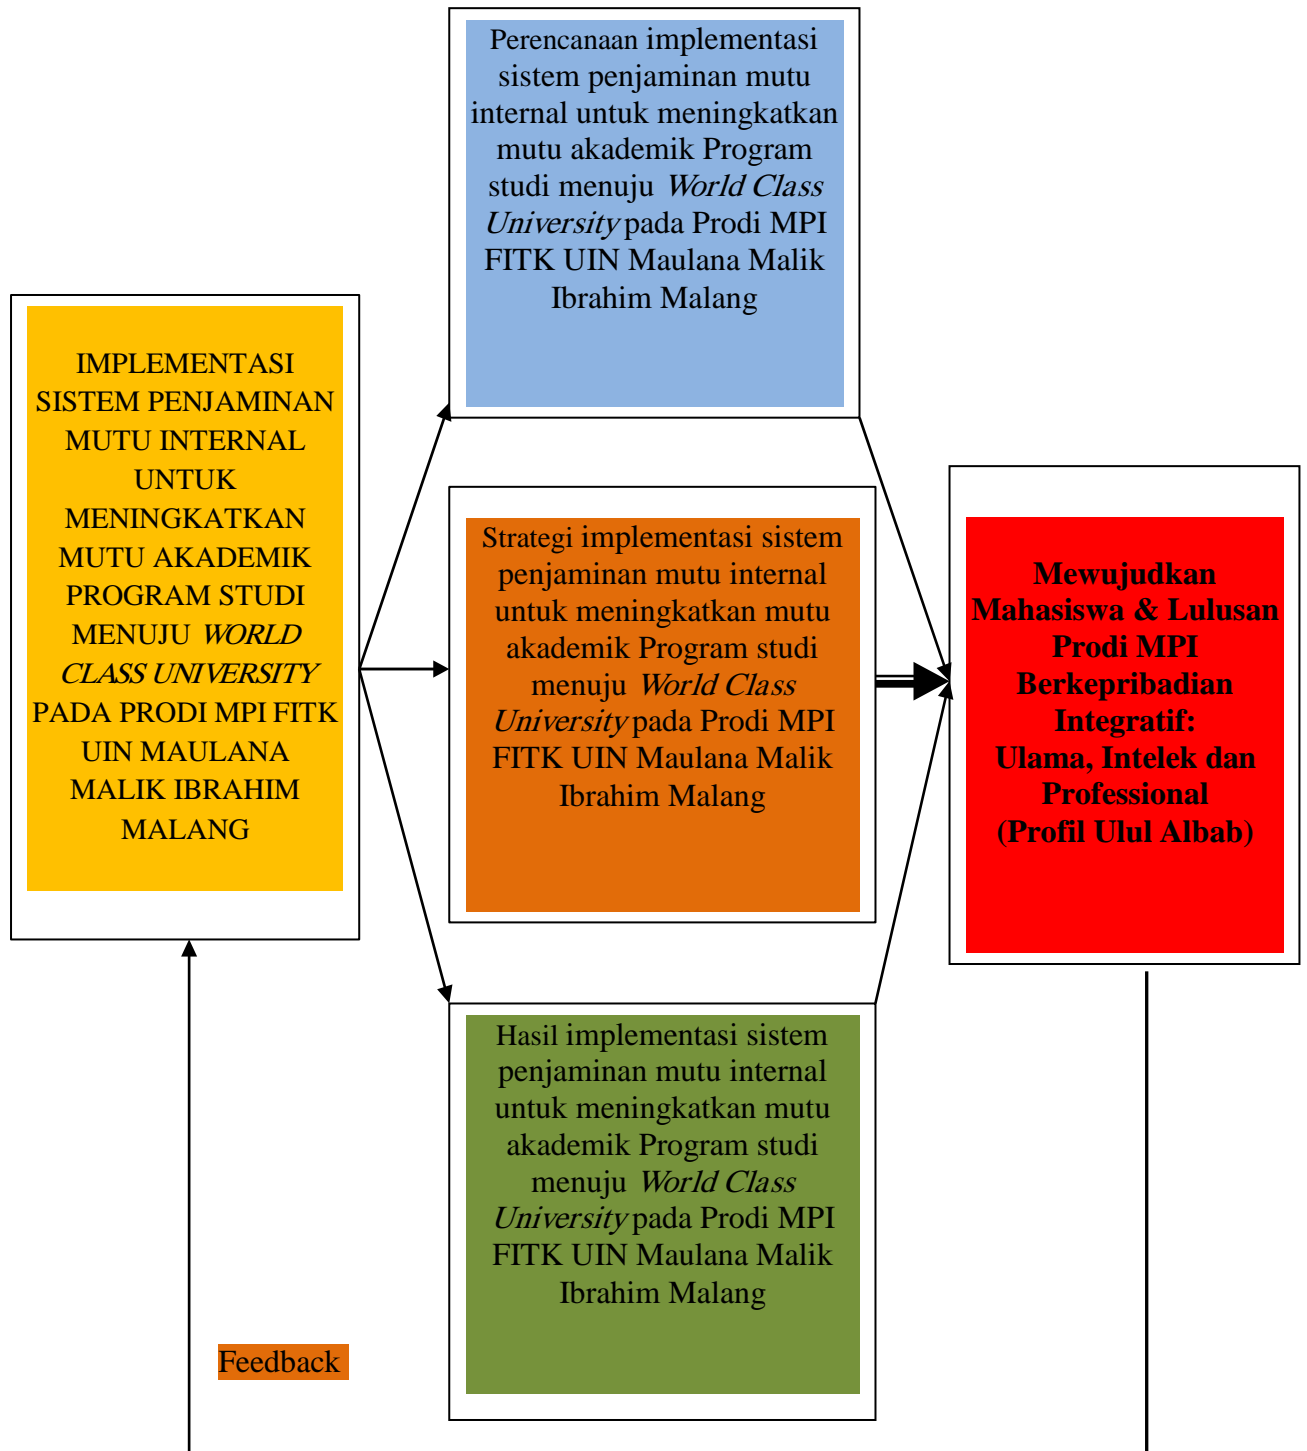 Perencanaan implementasi
sistem penjaminan mutu
internal untuk meningkatkan
mutu akademik Program
studi menuju World Class
University pada Prodi MPI
FITK UIN Maulana Malik
Ibrahim Malang
IMPLEMENTASI
SISTEM PENJAMINAN
MUTU INTERNAL
UNTUK
MENINGKATKAN
MUTU AKADEMIK
PROGRAM STUDI
MENUJU WORLD
CLASS UNIVERSITY
PADA PRODI MPI FITK
UIN MAULANA
MALIK IBRAHIM
MALANG
Strategi implementasi sistem
penjaminan mutu internal
untuk meningkatkan mutu
akademik Program studi
menuju World Class
University pada Prodi MPI
FITK UIN Maulana Malik
Ibrahim Malang
Mewujudkan
Mahasiswa & Lulusan
Prodi MPI
Berkepribadian
Integratif:
Ulama, Intelek dan
Professional
(Profil Ulul Albab)
Hasil implementasi sistem
penjaminan mutu internal
untuk meningkatkan mutu
akademik Program studi
menuju World Class
University pada Prodi MPI
FITK UIN Maulana Malik
Ibrahim Malang
Feedback